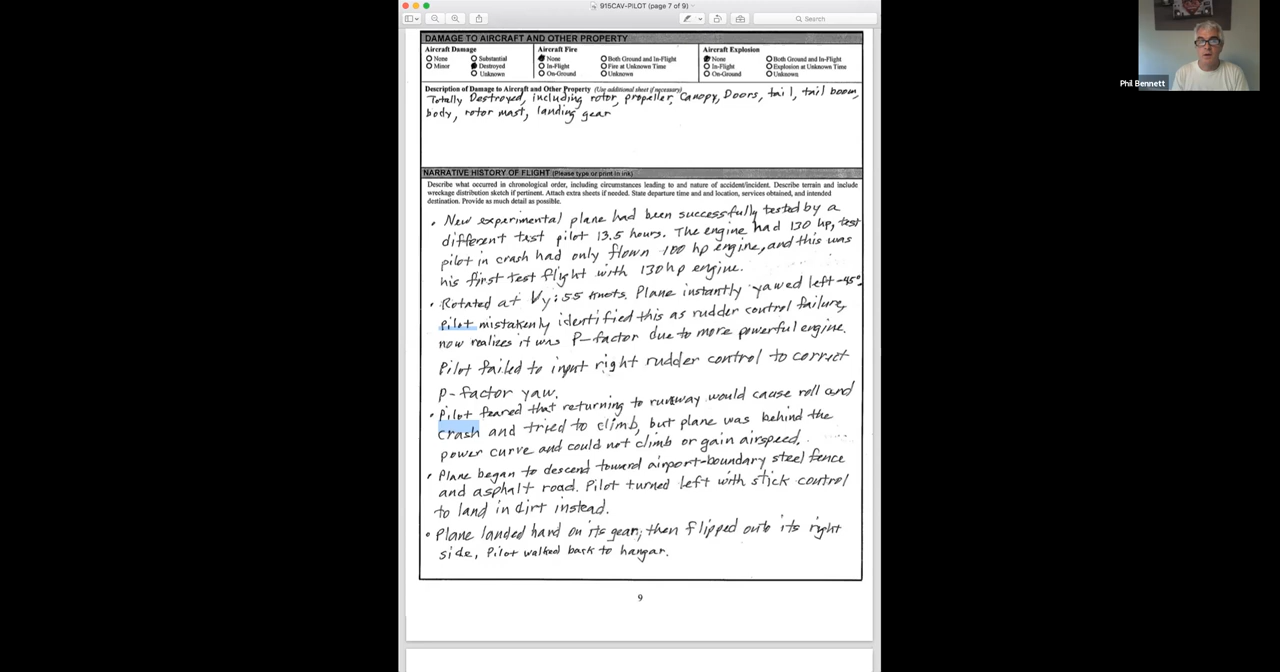 915CAV-PILOT (page 7 of 9)
Search
DAMAGE TO AIRCRAFT AND OTHER PROPERTY
Aircraft Damage
None
Substantial
Minor
Destroyed
Unknown
Aircraft Fire
None
Both Ground and In-Flight
In-Flight
Fire at Unknown Time
On-Ground
Unknown
Aircraft Explosion
None
Both Ground and In-Flight
In-Flight
Explosion at Unknown Time
On-Ground
Unknown
Description of Damage to Aircraft and Other Property (Use additional sheet if necessary)
Totally Destroyed, including rotor, propeller, Canopy, Doors, tail, tail boom,
body, rotor mast, landing gear
NARRATIVE HISTORY OF FLIGHT (Please type or print in ink)
Describe what occurred in chronological order, including circumstances leading to and nature of accident/incident. Describe terrain and include
wreckage distribution sketch if pertinent. Attach extra sheets if needed. State departure time and and location, services obtained, and intended
destination. Provide as much detail as possible.
• New experimental plane had been successfully tested by a
different test pilot 13.5 hours. The engine had 130 hp, test
pilot in crash had only flown 100 hp engine, and this was
his first test flight with 130hp engine.
• Rotated at Vy: 55 knots. Plane instantly yawed left ~45°
Pilot mistakenly identified this as rudder control failure,
now realizes it was P-factor due to more powerful engine.
Pilot failed to input right rudder control to correct
p-factor yaw.
• Pilot feared that returning to runway would cause roll and
crash and tried to climb, but plane was behind the
power curve and could not climb or gain airspeed.
• Plane began to descend toward airport-boundary steel fence
and asphalt road. Pilot turned left with stick control
to land in dirt instead.
• Plane landed hard on its gear, then flipped onto its right
side, Pilot walked back to hangar.
9
Phil Bennett